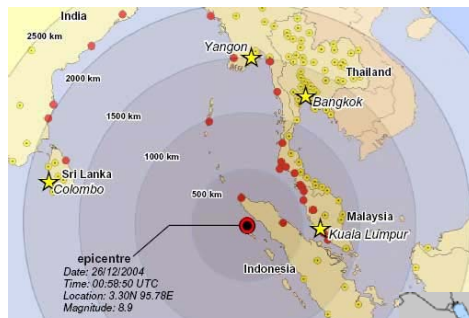 India
2500 km
Yangon
2000 km
Thailand
Bangkok
1500 km
1000 km
Sri Lanka
Colombo
500 km
Malaysia
Kuala Lumpur
epicentre
Date: 26/12/2004
Time: 00:58:50 UTC
Location: 3.30N 95.78E
Magnitude: 8.9
Indonesia